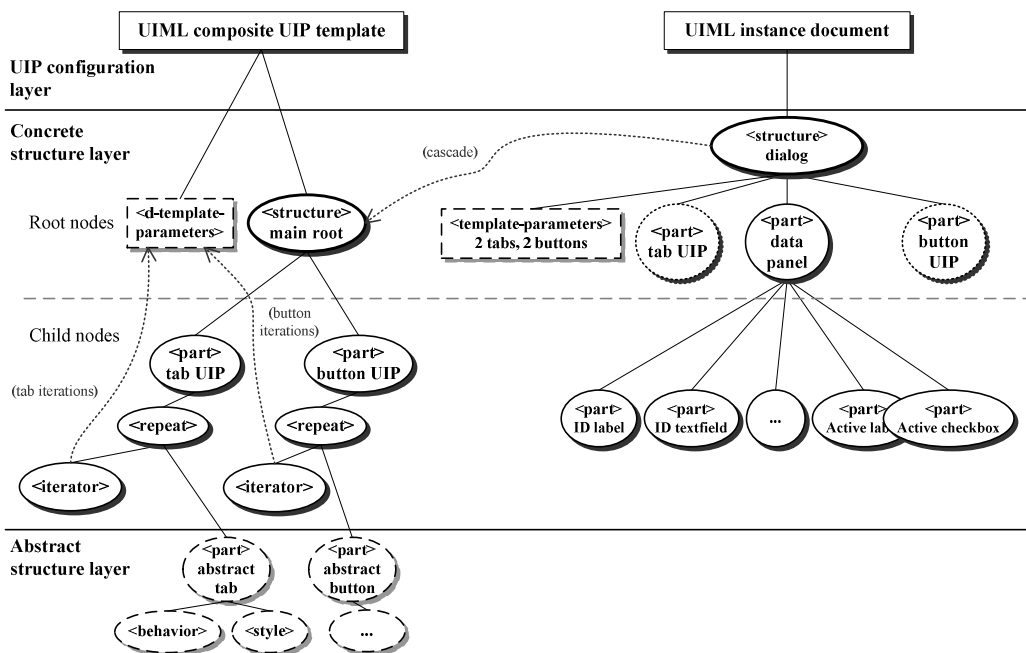 UIML composite UIP template
UIML instance document
UIP configuration
layer
Concrete
structure layer
(cascade)
<structure>
dialog
Root nodes
<d-template-
parameters>
<structure>
main root
<template-parameters>
2 tabs, 2 buttons
<part>
tab UIP
<part>
data
panel
<part>
button
UIP
Child nodes
(button
iterations)
(tab iterations)
<part>
tab UIP
<part>
button UIP
<repeat>
<repeat>
<iterator>
<iterator>
<part>
ID label
<part>
ID textfield
...
<part>
Active lab
<part>
Active checkbox
Abstract
structure layer
<part>
abstract
tab
<part>
abstract
button
<behavior>
<style>
...